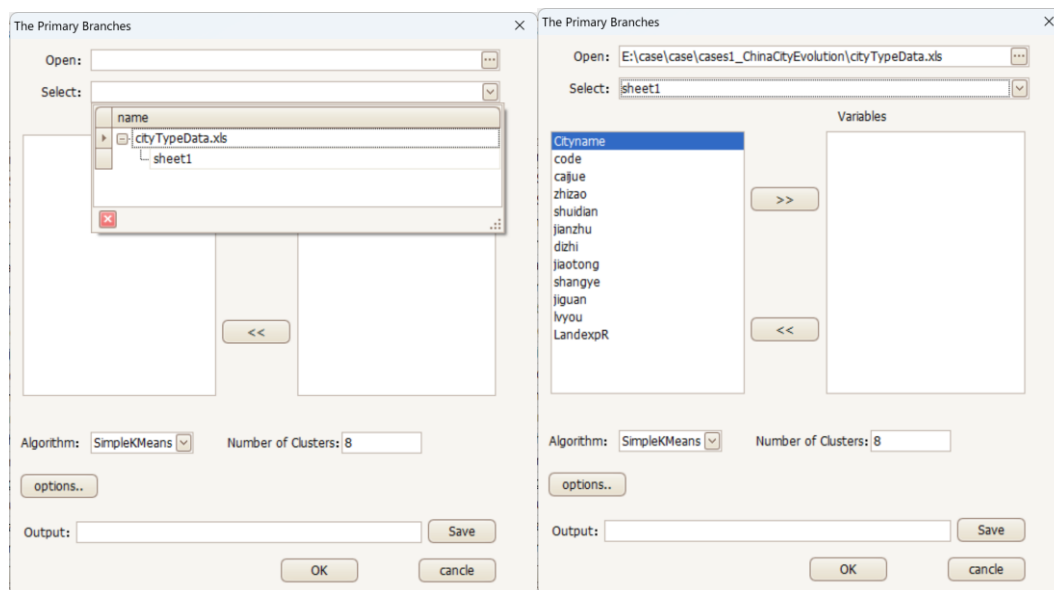 The Primary Branches
Open:
...
Select:
name
cityTypeData.xls
sheet1
<<
Algorithm: SimpleKMeans Number of Clusters: 8
options..
Output: Save
OK cancle
The Primary Branches
Open: E:\case\case\cases1_ChinaCityEvolution\cityTypeData.xls ...
Select: sheet1
Variables
Cityname
code
caijue
zhizao
shuidian
jianzhu
dizhi
jiaotong
shangye
jiguan
lvyou
LandexpR
>>
<<
Algorithm: SimpleKMeans Number of Clusters: 8
options..
Output: Save
OK cancle